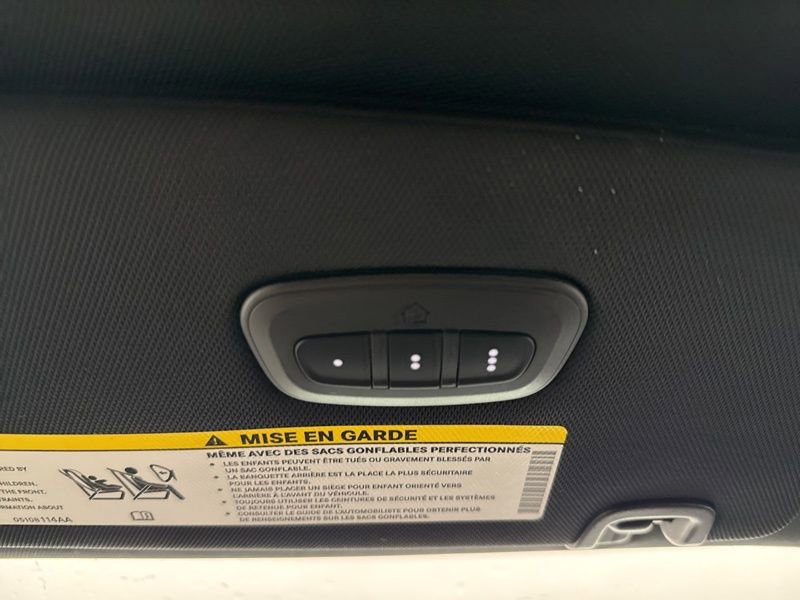 MISE EN GARDE
MÊME AVEC DES SACS GONFLABLES PERFECTIONNÉS
• LES ENFANTS PEUVENT ÊTRE TUÉS OU GRAVEMENT BLESSÉS PAR
UN SAC GONFLABLE.
• LA BANQUETTE ARRIÈRE EST LA PLACE LA PLUS SÉCURITAIRE
POUR LES ENFANTS.
• NE JAMAIS PLACER UN SIÈGE POUR ENFANT ORIENTÉ VERS
L'ARRIÈRE À L'AVANT DU VÉHICULE.
• TOUJOURS UTILISER LES CEINTURES DE SÉCURITÉ ET LES SYSTÈMES
DE RETENUE POUR ENFANT.
• CONSULTER LE GUIDE DE L'AUTOMOBILISTE POUR OBTENIR PLUS
DE RENSEIGNEMENTS SUR LES SACS GONFLABLES.
RED BY
CHILDREN.
THE FRONT.
RAINTS.
ORMATION ABOUT
05108114AA